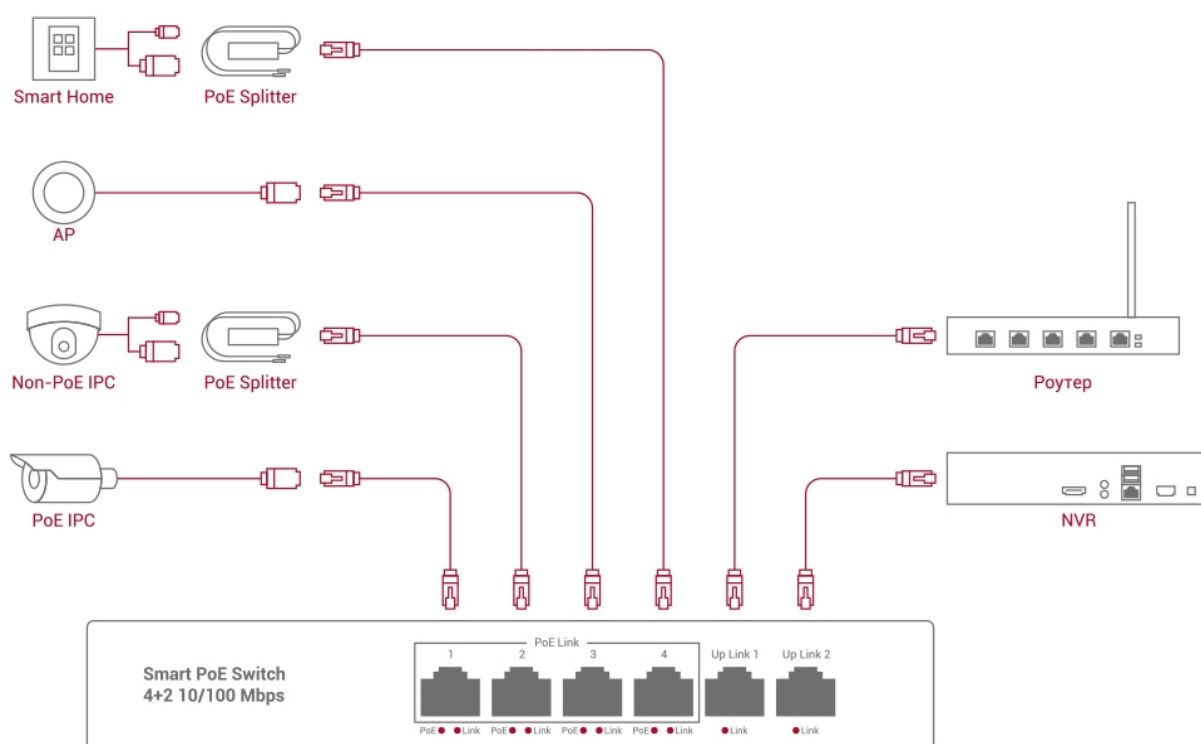 Smart Home
PoE Splitter
AP
Non-PoE IPC
PoE Splitter
Роутер
PoE IPC
NVR
Smart PoE Switch
4+2 10/100 Mbps
PoE Link
1 2 3 4 Up Link 1 Up Link 2
PoE Link PoE Link PoE Link PoE Link Link Link